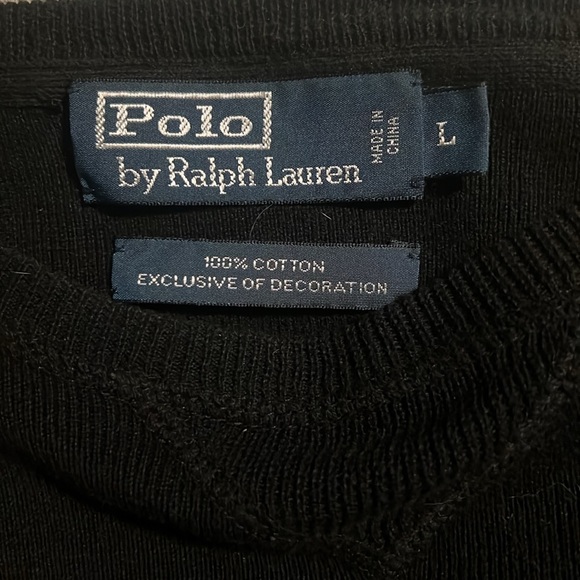 Polo
by Ralph Lauren
MADE IN
CHINA
L
100% COTTON
EXCLUSIVE OF DECORATION